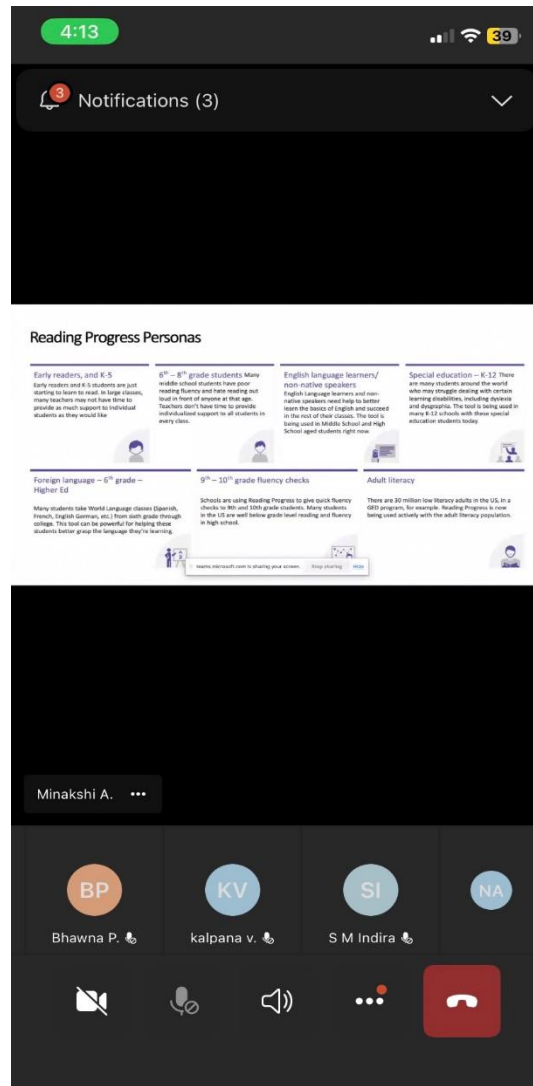 4:13
39
3
Notifications (3)
Reading Progress Personas
Early readers, and K-5
Early readers and K-5 students are just
starting to learn to read. In large classes,
many teachers may not have time to
provide as much support to individual
students as they would like
6th – 8th grade students Many
middle school students have poor
reading fluency and hate reading out
loud in front of anyone at that age.
Teachers don't have time to provide
individualized support to all students in
every class.
English language learners/
non-native speakers
English Language learners and non-
native speakers need help to better
learn the basics of English and succeed
in the rest of their classes. The tool is
being used in Middle School and High
School aged students right now.
Special education – K-12 There
are many students around the world
who may struggle dealing with certain
learning disabilities, including dyslexia
and dysgraphia. The tool is being used in
many K-12 schools with these special
education students today.
Foreign language – 6th grade –
Higher Ed
Many students take World Language classes (Spanish,
French, English German, etc.) from sixth grade through
college. This tool can be powerful for helping these
students better grasp the language they're learning.
9th – 10th grade fluency checks
Schools are using Reading Progress to give quick fluency
checks to 9th and 10th grade students. Many students
in the US are well below grade level reading and fluency
in high school.
Adult literacy
There are 30 million low literacy adults in the US, in a
GED program, for example. Reading Progress is now
being used actively with the adult literacy population.
teams.microsoft.com is sharing your screen. Stop sharing Hide
Minakshi A.
BP
KV
SI
NA
Bhawna P.
kalpana v.
S M Indira